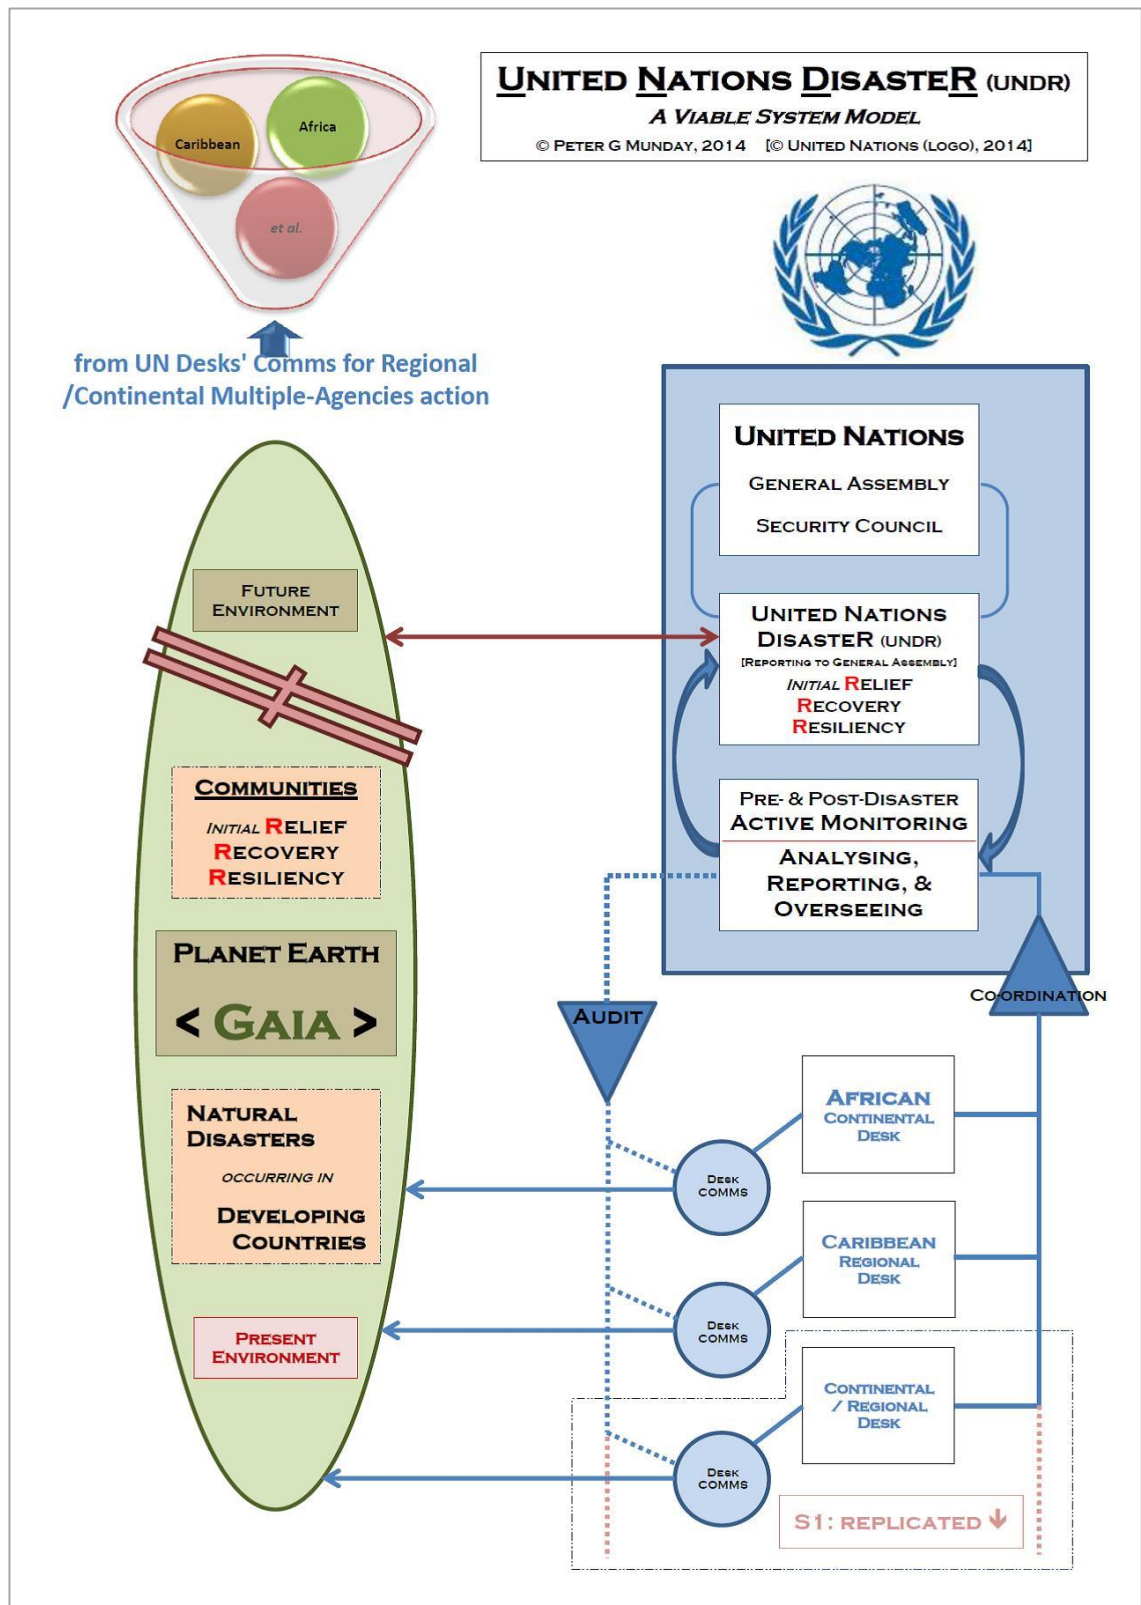 UNITED NATIONS DISASTER (UNDR)
A VIABLE SYSTEM MODEL
© PETER G MUNDAY, 2014 [© UNITED NATIONS (LOGO), 2014]
Caribbean
Africa
et al.
from UN Desks' Comms for Regional
/Continental Multiple-Agencies action
UNITED NATIONS
GENERAL ASSEMBLY
SECURITY COUNCIL
UNITED NATIONS
DISASTER (UNDR)
[REPORTING TO GENERAL ASSEMBLY]
INITIAL RELIEF
RECOVERY
RESILIENCY
PRE- & POST-DISASTER
ACTIVE MONITORING
ANALYSING,
REPORTING, &
OVERSEEING
FUTURE
ENVIRONMENT
COMMUNITIES
INITIAL RELIEF
RECOVERY
RESILIENCY
PLANET EARTH
< GAIA >
NATURAL
DISASTERS
OCCURRING IN
DEVELOPING
COUNTRIES
PRESENT
ENVIRONMENT
AUDIT
CO-ORDINATION
AFRICAN
CONTINENTAL
DESK
DESK
COMMS
CARIBBEAN
REGIONAL
DESK
DESK
COMMS
CONTINENTAL
/ REGIONAL
DESK
DESK
COMMS
S1: REPLICATED ↓